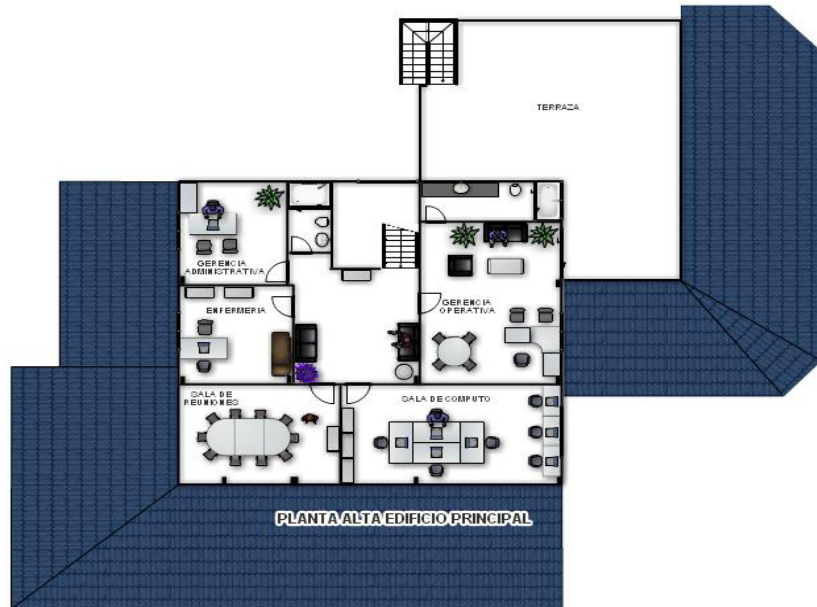 TERRAZA
GERENCIA
ADMINISTRATIVA
ENFERMERIA
GERENCIA
OPERATIVA
SALA DE
REUNIONES
SALA DE COMPUTO
PLANTA ALTA EDIFICIO PRINCIPAL